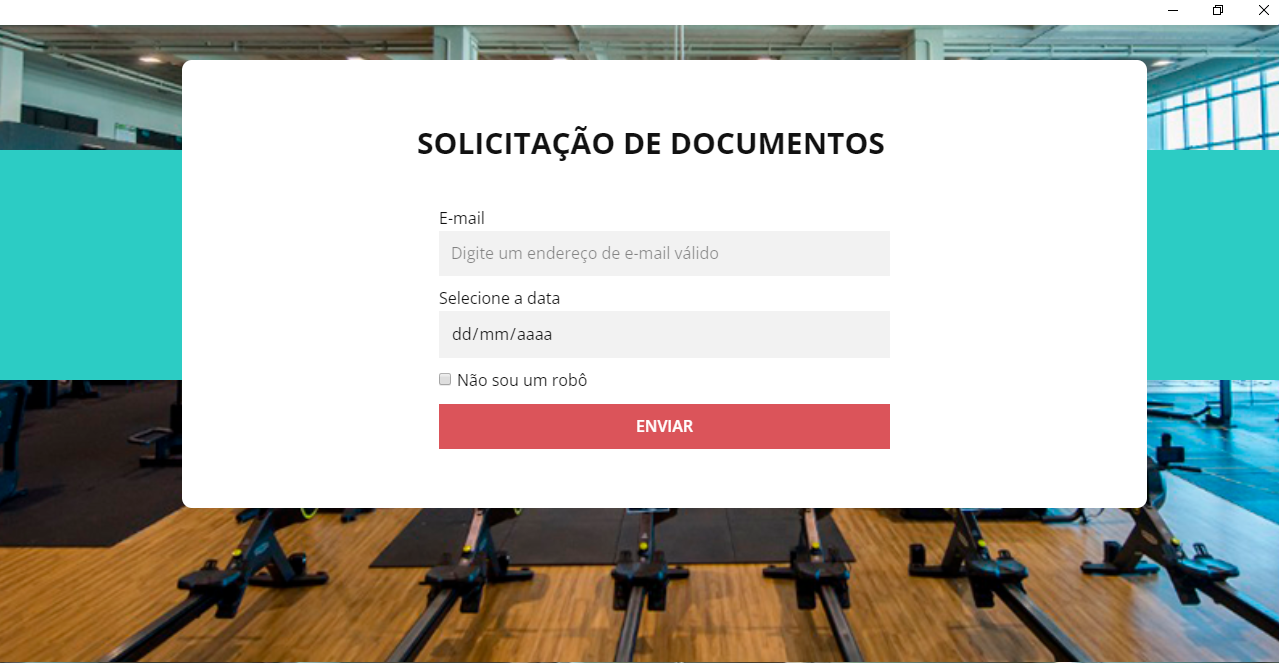 SOLICITAÇÃO DE DOCUMENTOS
E-mail
Digite um endereço de e-mail válido
Selecione a data
dd/mm/aaaa
Não sou um robô
ENVIAR